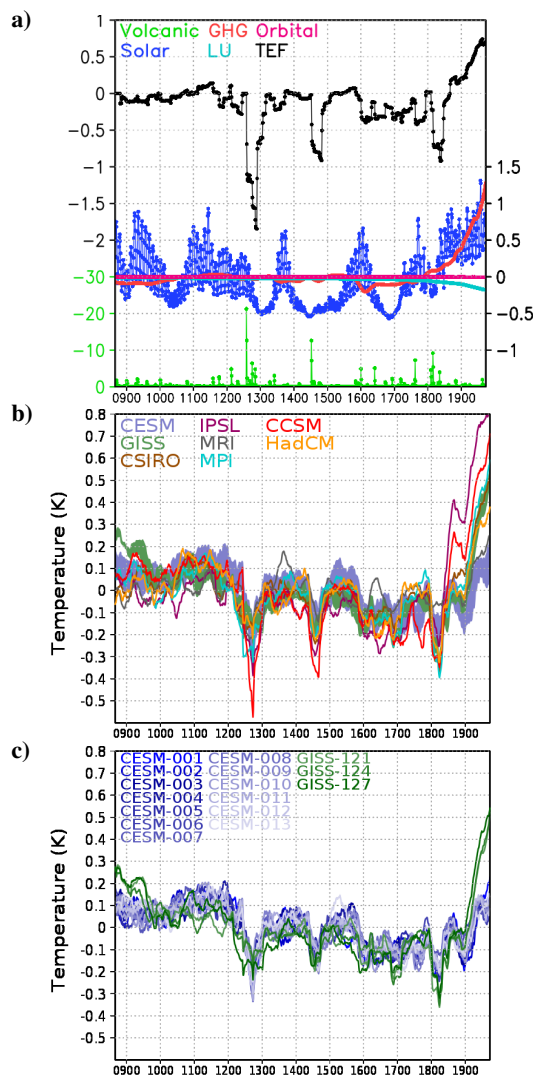 a)
Volcanic GHG Orbital
Solar LU TEF
1
0.5
0
−0.5
−1
−1.5
−2
−30
−20
−10
0
1.5
1
0.5
0
−0.5
−1
0900 1000 1100 1200 1300 1400 1500 1600 1700 1800 1900
b)
CESM IPSL CCSM
GISS MRI HadCM
CSIRO MPI
Temperature (K)
0.8
0.7
0.6
0.5
0.4
0.3
0.2
0.1
0
−0.1
−0.2
−0.3
−0.4
−0.5
0900 1000 1100 1200 1300 1400 1500 1600 1700 1800 1900
c)
CESM-001 CESM-008 GISS-121
CESM-002 CESM-009 GISS-124
CESM-003 CESM-010 GISS-127
CESM-004 CESM-011
CESM-005 CESM-012
CESM-006 CESM-013
CESM-007
Temperature (K)
0.8
0.7
0.6
0.5
0.4
0.3
0.2
0.1
0
−0.1
−0.2
−0.3
−0.4
−0.5
0900 1000 1100 1200 1300 1400 1500 1600 1700 1800 1900